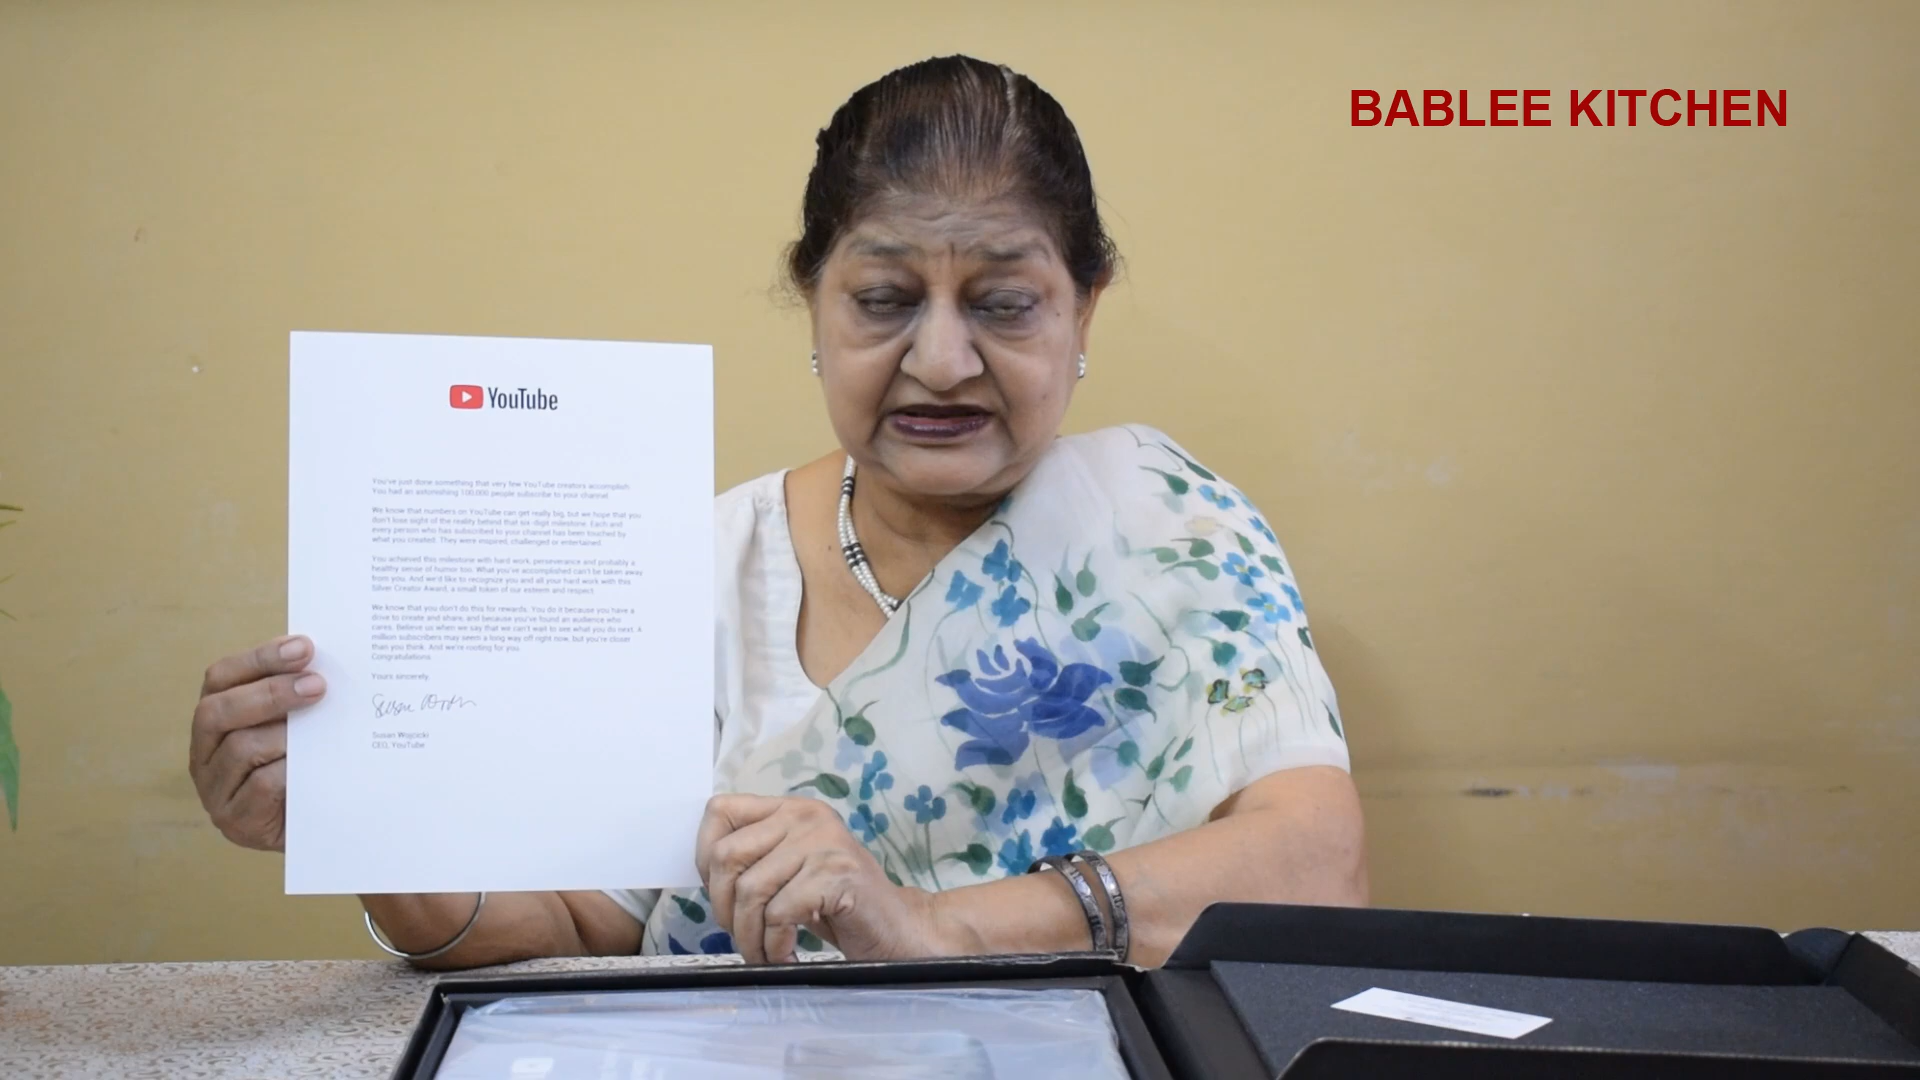 BABLEE KITCHEN
YouTube
You've just done something that very few YouTube creators accomplish.
You had an astonishing 100,000 people subscribe to your channel.
We know that numbers on YouTube can get really big, but we hope that you
don't lose sight of the reality behind that six-digit milestone. Each and
every person who has subscribed to your channel has been touched by
what you created. They were inspired, challenged or entertained.
You achieved this milestone with hard work, perseverance and probably a
healthy sense of humor too. What you've accomplished can't be taken away
from you. And we'd like to recognize you and all your hard work with this
Silver Creator Award, a small token of our esteem and respect.
We know that you don't do this for rewards. You do it because you have a
drive to create and share, and because you've found an audience who
cares. Believe us when we say that we can't wait to see what you do next. A
million subscribers may seem a long way off right now, but you're closer
than you think. And we're rooting for you.
Congratulations.
Yours sincerely,
Susan Wojcicki
CEO, YouTube